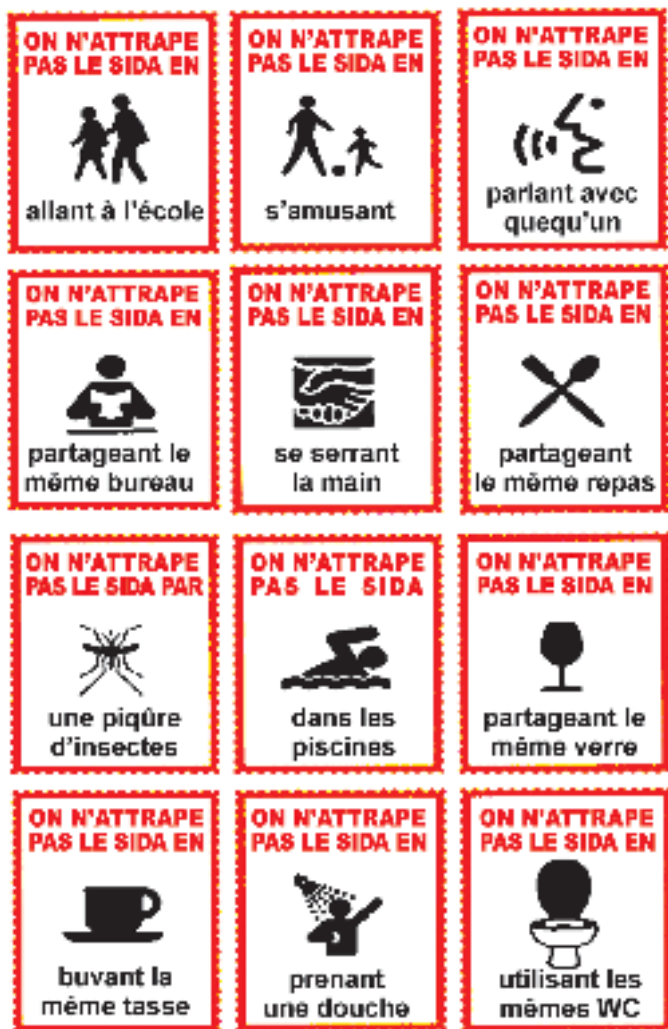 ON N'ATTRAPE
PAS LE SIDA EN
allant à l'école
ON N'ATTRAPE
PAS LE SIDA EN
s'amusant
ON N'ATTRAPE
PAS LE SIDA EN
parlant avec
quequ'un
ON N'ATTRAPE
PAS LE SIDA EN
partageant le
même bureau
ON N'ATTRAPE
PAS LE SIDA EN
se serrant
la main
ON N'ATTRAPE
PAS LE SIDA EN
partageant
le même repas
ON N'ATTRAPE
PAS LE SIDA PAR
une piqûre
d'insectes
ON N'ATTRAPE
PAS LE SIDA
dans les
piscines
ON N'ATTRAPE
PAS LE SIDA EN
partageant le
même verre
ON N'ATTRAPE
PAS LE SIDA EN
buvant la
même tasse
ON N'ATTRAPE
PAS LE SIDA EN
prenant
une douche
ON N'ATTRAPE
PAS LE SIDA EN
utilisant les
mêmes WC